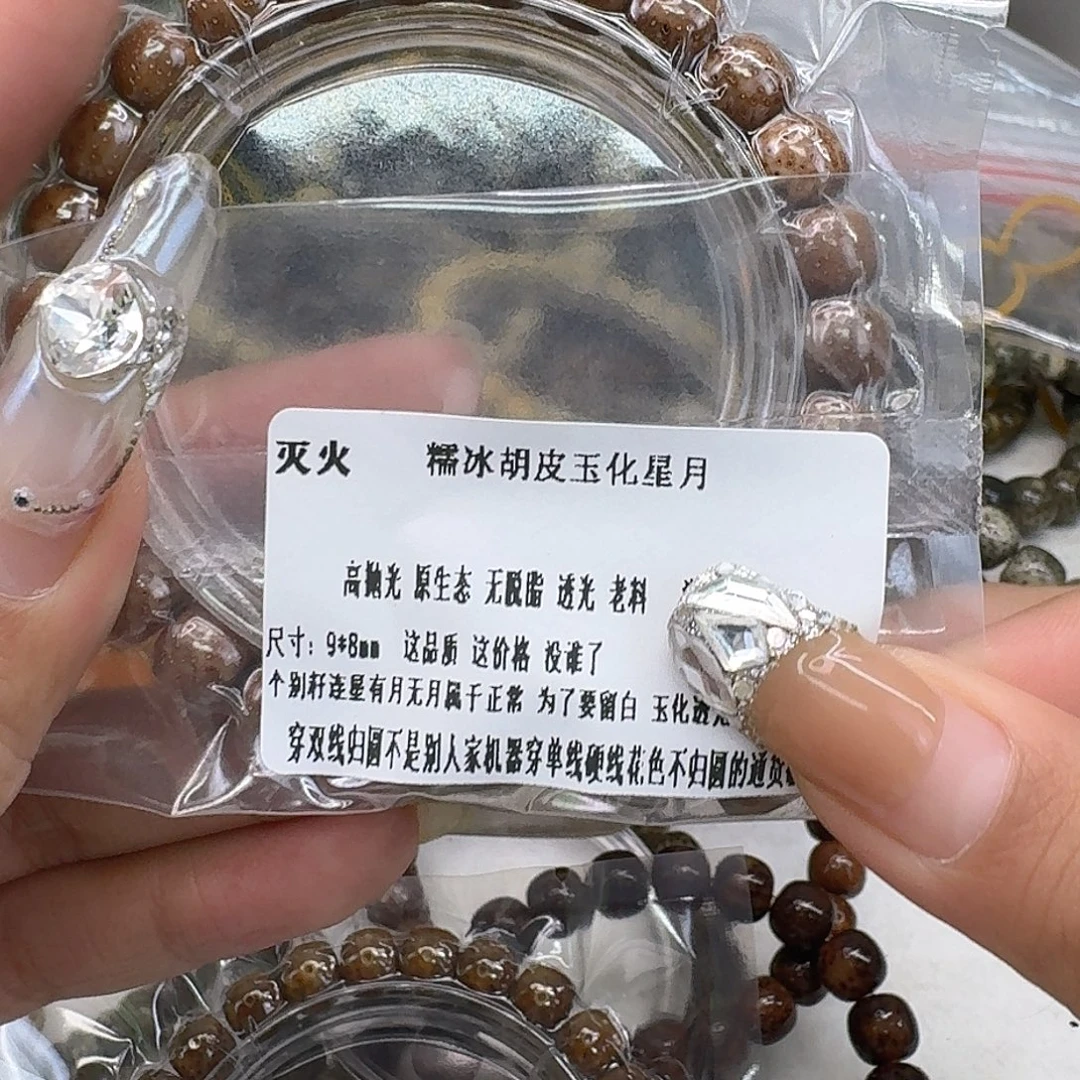 灭火 糯冰胡皮玉化星月
高抛光 原生态 无脱脂 透光 老料
尺寸：9*8mm 这品质 这价格 没谁了
个别轩连星有月无月属于正常 为了要留白 玉化透光
穿双线归圆不是别人家机器穿单线硬线花色不归圆的通货